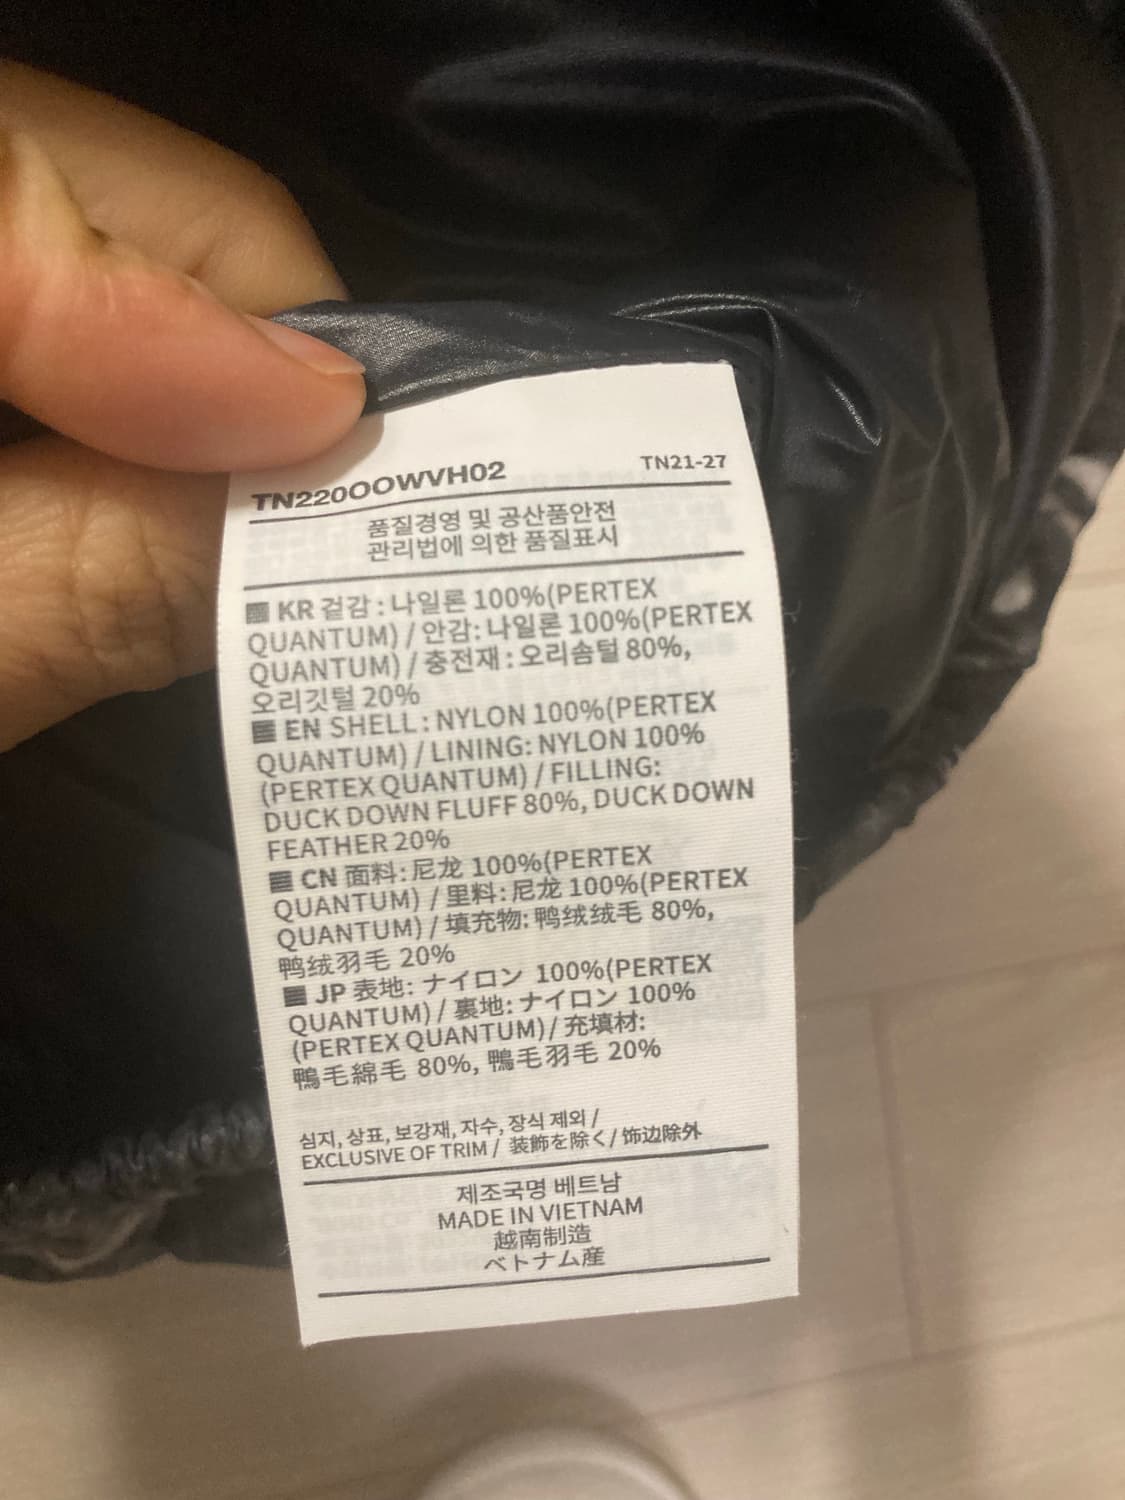 TN220OOWVH02
TN21-27
품질경영 및 공산품안전
관리법에 의한 품질표시
KR 겉감 : 나일론 100%(PERTEX
QUANTUM) / 안감: 나일론 100%(PERTEX
QUANTUM) / 충전재 : 오리솜털 80%,
오리깃털 20%
EN SHELL : NYLON 100%(PERTEX
QUANTUM) / LINING: NYLON 100%
(PERTEX QUANTUM) / FILLING:
DUCK DOWN FLUFF 80%, DUCK DOWN
FEATHER 20%
CN 面料: 尼龙 100%(PERTEX
QUANTUM) / 里料: 尼龙 100%(PERTEX
QUANTUM) / 填充物: 鸭绒绒毛 80%,
鸭绒羽毛 20%
JP 表地: ナイロン 100%(PERTEX
QUANTUM) / 裏地: ナイロン 100%
(PERTEX QUANTUM) / 充填材:
鴨毛綿毛 80%, 鴨毛羽毛 20%
심지, 상표, 보강재, 자수, 장식 제외 /
EXCLUSIVE OF TRIM / 装飾を除く/ 饰边除外
제조국명 베트남
MADE IN VIETNAM
越南制造
ベトナム産